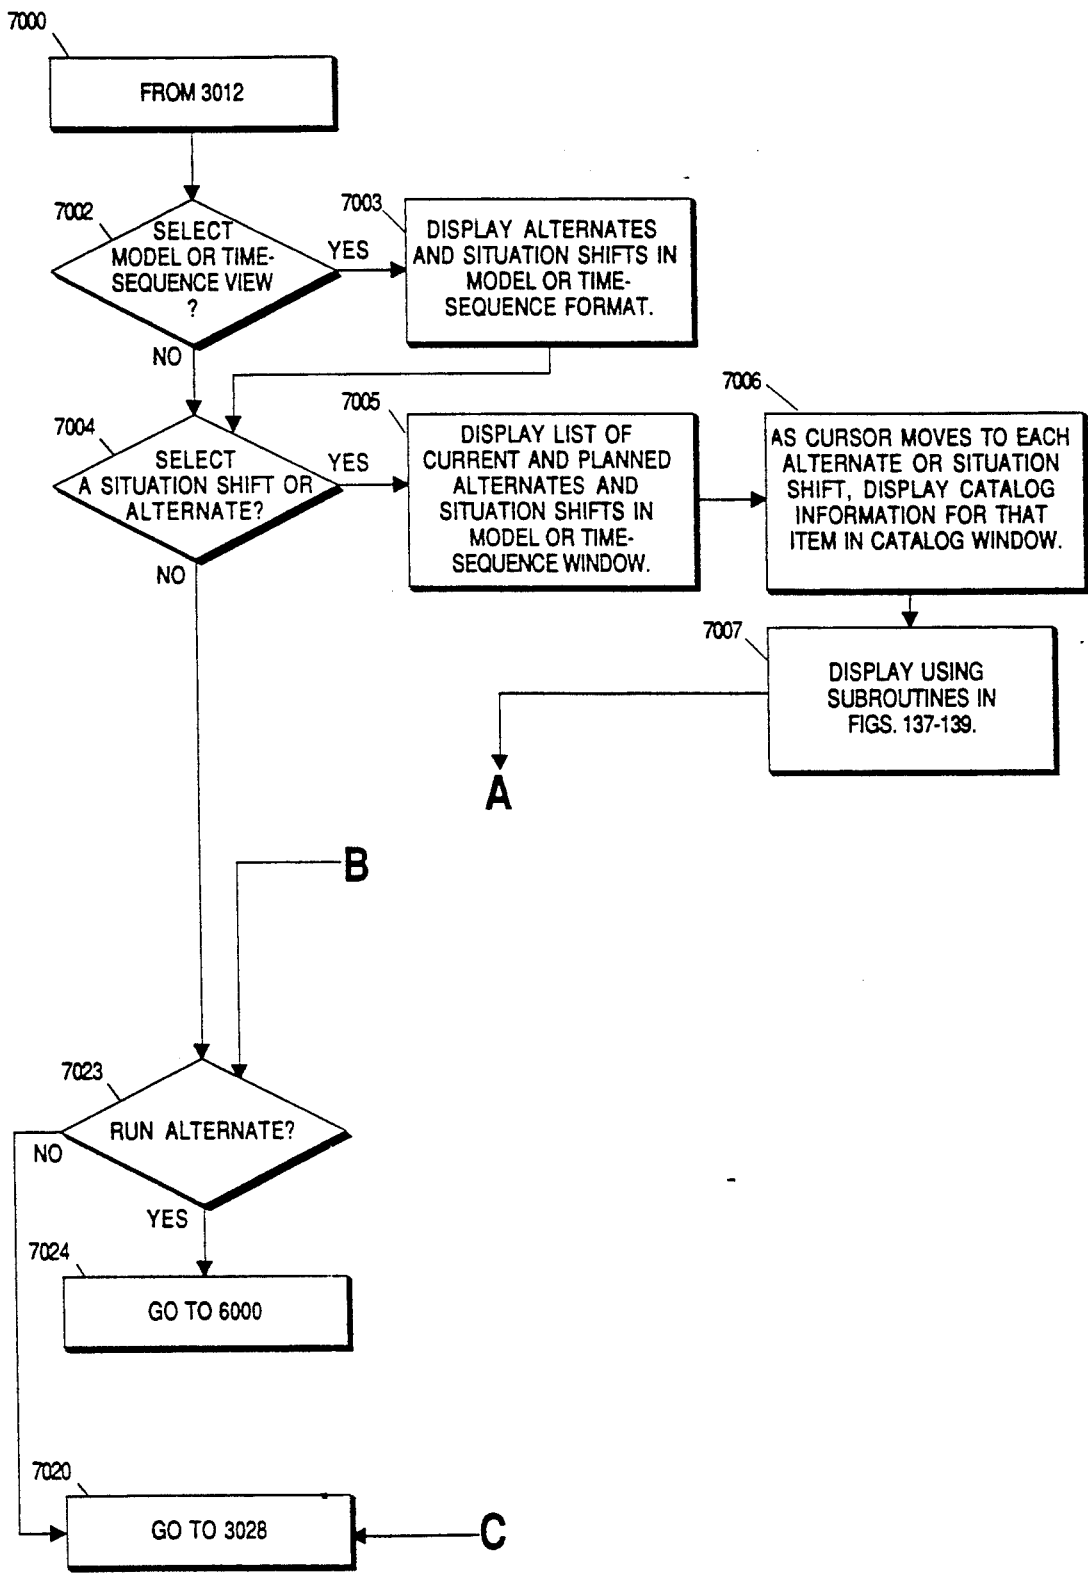 7000
FROM 3012
7002
SELECT
MODEL OR TIME-
SEQUENCE VIEW
?
YES
NO
7003
DISPLAY ALTERNATES
AND SITUATION SHIFTS IN
MODEL OR TIME-
SEQUENCE FORMAT.
7004
SELECT
A SITUATION SHIFT OR
ALTERNATE?
YES
NO
7005
DISPLAY LIST OF
CURRENT AND PLANNED
ALTERNATES AND
SITUATION SHIFTS IN
MODEL OR TIME-
SEQUENCE WINDOW.
7006
AS CURSOR MOVES TO EACH
ALTERNATE OR SITUATION
SHIFT, DISPLAY CATALOG
INFORMATION FOR THAT
ITEM IN CATALOG WINDOW.
7007
DISPLAY USING
SUBROUTINES IN
FIGS. 137-139.
A
B
7023
RUN ALTERNATE?
NO
YES
7024
GO TO 6000
7020
GO TO 3028
C